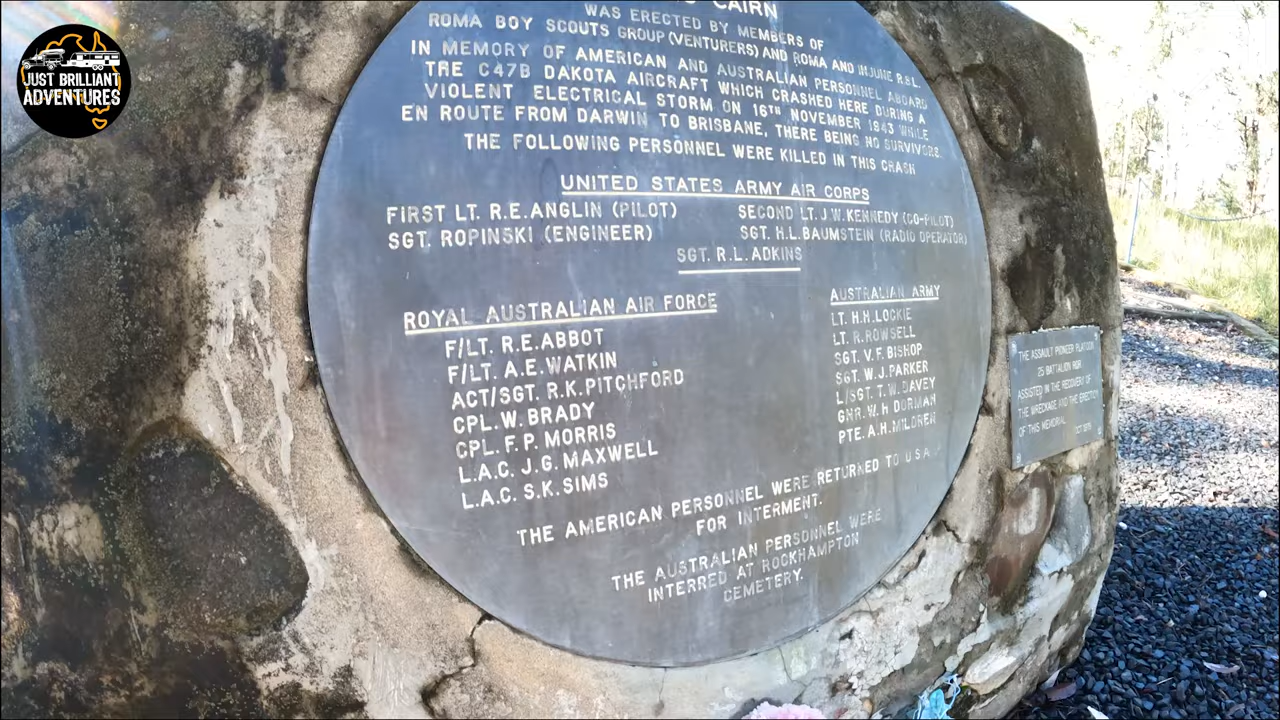 JUST BRILLIANT
ADVENTURES
CAIRN
WAS ERECTED BY MEMBERS OF
ROMA BOY SCOUTS GROUP (VENTURERS) AND ROMA AND INJUNE R.S.L.
IN MEMORY OF AMERICAN AND AUSTRALIAN PERSONNEL ABOARD
THE C47B DAKOTA AIRCRAFT WHICH CRASHED HERE DURING A
VIOLENT ELECTRICAL STORM ON 16TH NOVEMBER 1943 WHILE
EN ROUTE FROM DARWIN TO BRISBANE, THERE BEING NO SURVIVORS.
THE FOLLOWING PERSONNEL WERE KILLED IN THIS CRASH
UNITED STATES ARMY AIR CORPS
FIRST LT. R.E. ANGLIN (PILOT) SECOND LT. J.W. KENNEDY (CO-PILOT)
SGT. ROPINSKI (ENGINEER) SGT. H.L. BAUMSTEIN (RADIO OPERATOR)
SGT. R.L. ADKINS
ROYAL AUSTRALIAN AIR FORCE
F/LT. R.E. ABBOT
F/LT. A.E. WATKIN
ACT/SGT. R.K. PITCHFORD
CPL. W. BRADY
CPL. F.P. MORRIS
L.A.C. J.G. MAXWELL
L.A.C. S.K. SIMS
AUSTRALIAN ARMY
LT. H.H. LOCKIE
LT. R. ROWSELL
SGT. V.F. BISHOP
SGT. W.J. PARKER
L/SGT. T.W. DAVEY
GNR. W.H DORMAN
PTE. A.H. MILDREN
THE AMERICAN PERSONNEL WERE RETURNED TO U.S.A.
FOR INTERMENT.
THE AUSTRALIAN PERSONNEL WERE
INTERRED AT ROCKHAMPTON
CEMETERY.
THE ASSAULT PIONEER PLATOON
25 BATTALION RQR
ASSISTED IN THE RECOVERY OF
THE WRECKAGE AND THE ERECTION
OF THIS MEMORIAL
OCT